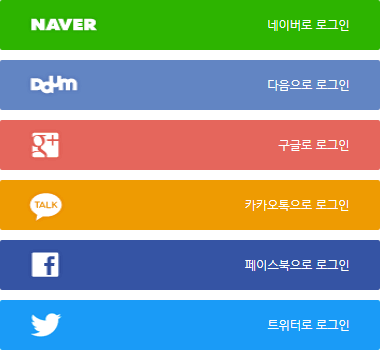 NAVER 네이버로 로그인
Daum 다음으로 로그인
g+ 구글로 로그인
TALK 카카오톡으로 로그인
f 페이스북으로 로그인
트위터로 로그인